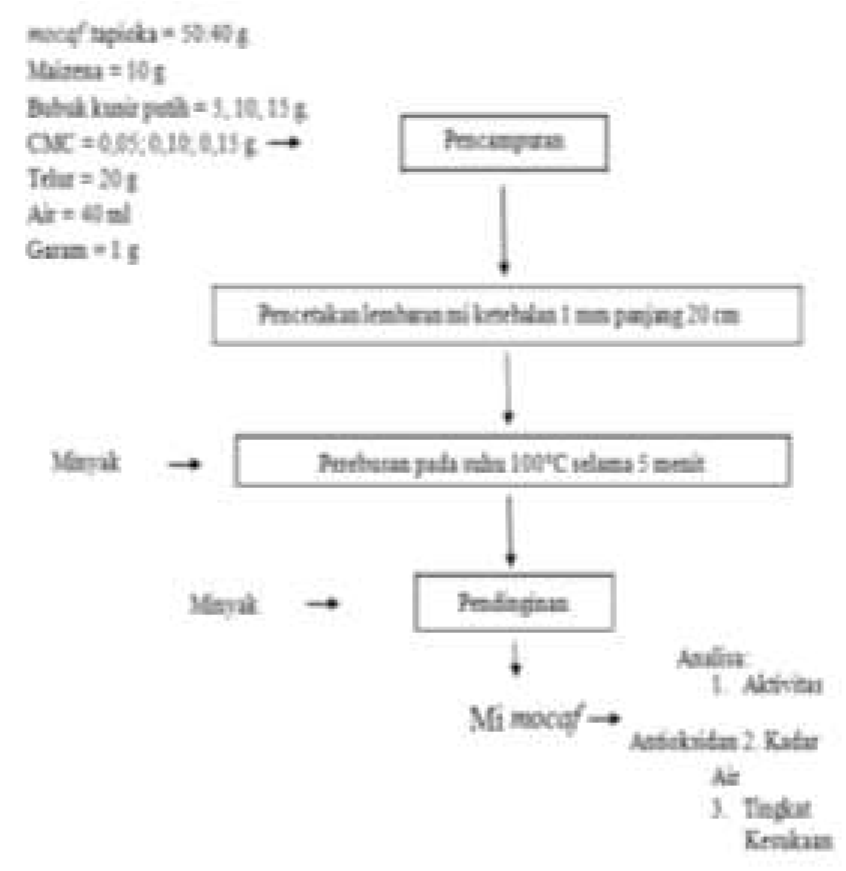 mocaf tapioka = 50:40 g
Maizena = 10 g
Bubuk kunir putih = 5, 10, 15 g
CMC = 0,05; 0,10; 0,15 g
Telur = 20 g
Air = 40 ml
Garam = 1 g
Pencampuran
Pencetakan lembaran mi ketebalan 1 mm panjang 20 cm
Minyak
Perebusan pada suhu 100°C selama 5 menit
Minyak
Pendinginan
Mi mocaf
Analisa:
1. Aktivitas
Antioksidan 2. Kadar
Air
3. Tingkat
Kesukaan